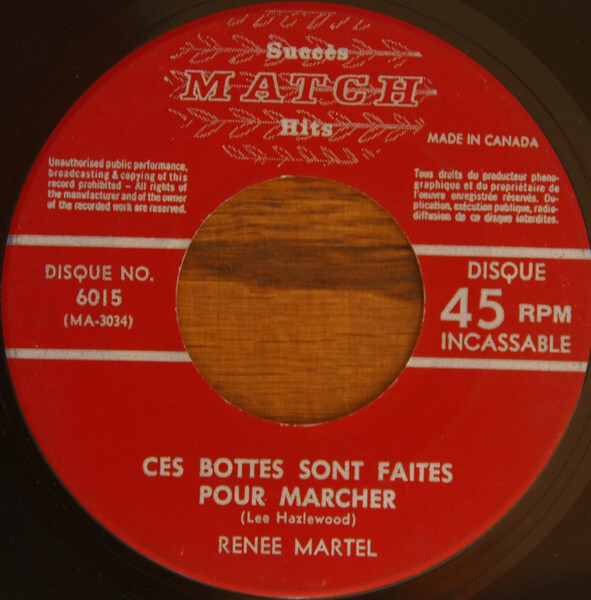 Succès
MATCH
Hits
MADE IN CANADA
Unauthorised public performance,
broadcasting & copying of this
record prohibited – All rights of
the manufacturer and of the owner
of the recorded work are reserved.
Tous droits du producteur phono-
graphique et du propriétaire de
l'oeuvre enregistrée réservés. Du-
plication, exécution publique, radio-
diffusion de ce disque interdites.
DISQUE NO.
6015
(MA-3034)
DISQUE
45 RPM
INCASSABLE
CES BOTTES SONT FAITES
POUR MARCHER
(Lee Hazlewood)
RENEE MARTEL